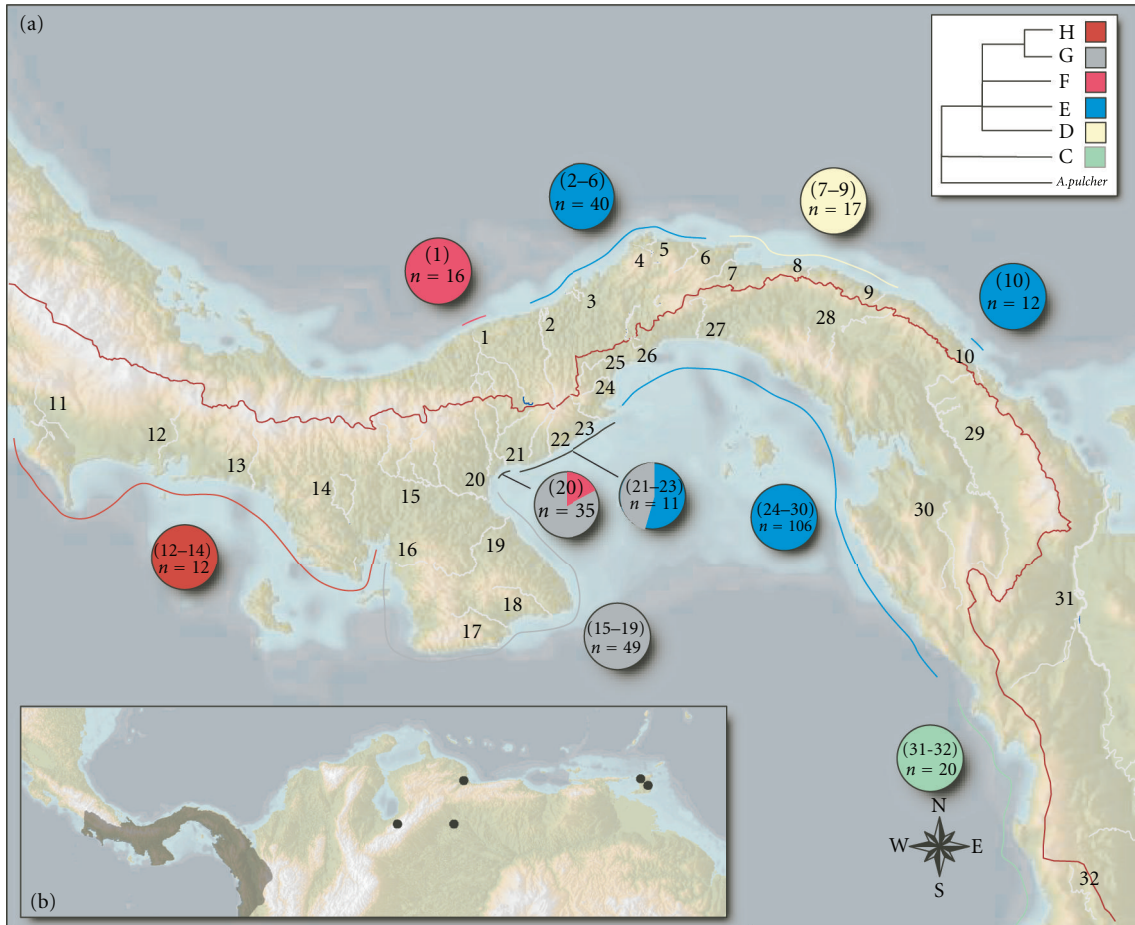 (a)
H
G
F
E
D
C
A.pulcher
(2–6)
n = 40
(7–9)
n = 17
(1)
n = 16
(10)
n = 12
4
5
6
7
8
9
3
28
1
2
27
10
25
26
24
11
12
13
23
22
21
29
14
15
20
(20)
n = 35
(21–23)
n = 11
(24–30)
n = 106
30
(12–14)
n = 12
16
19
18
17
31
(15–19)
n = 49
(31-32)
n = 20
N
W
E
S
32
(b)